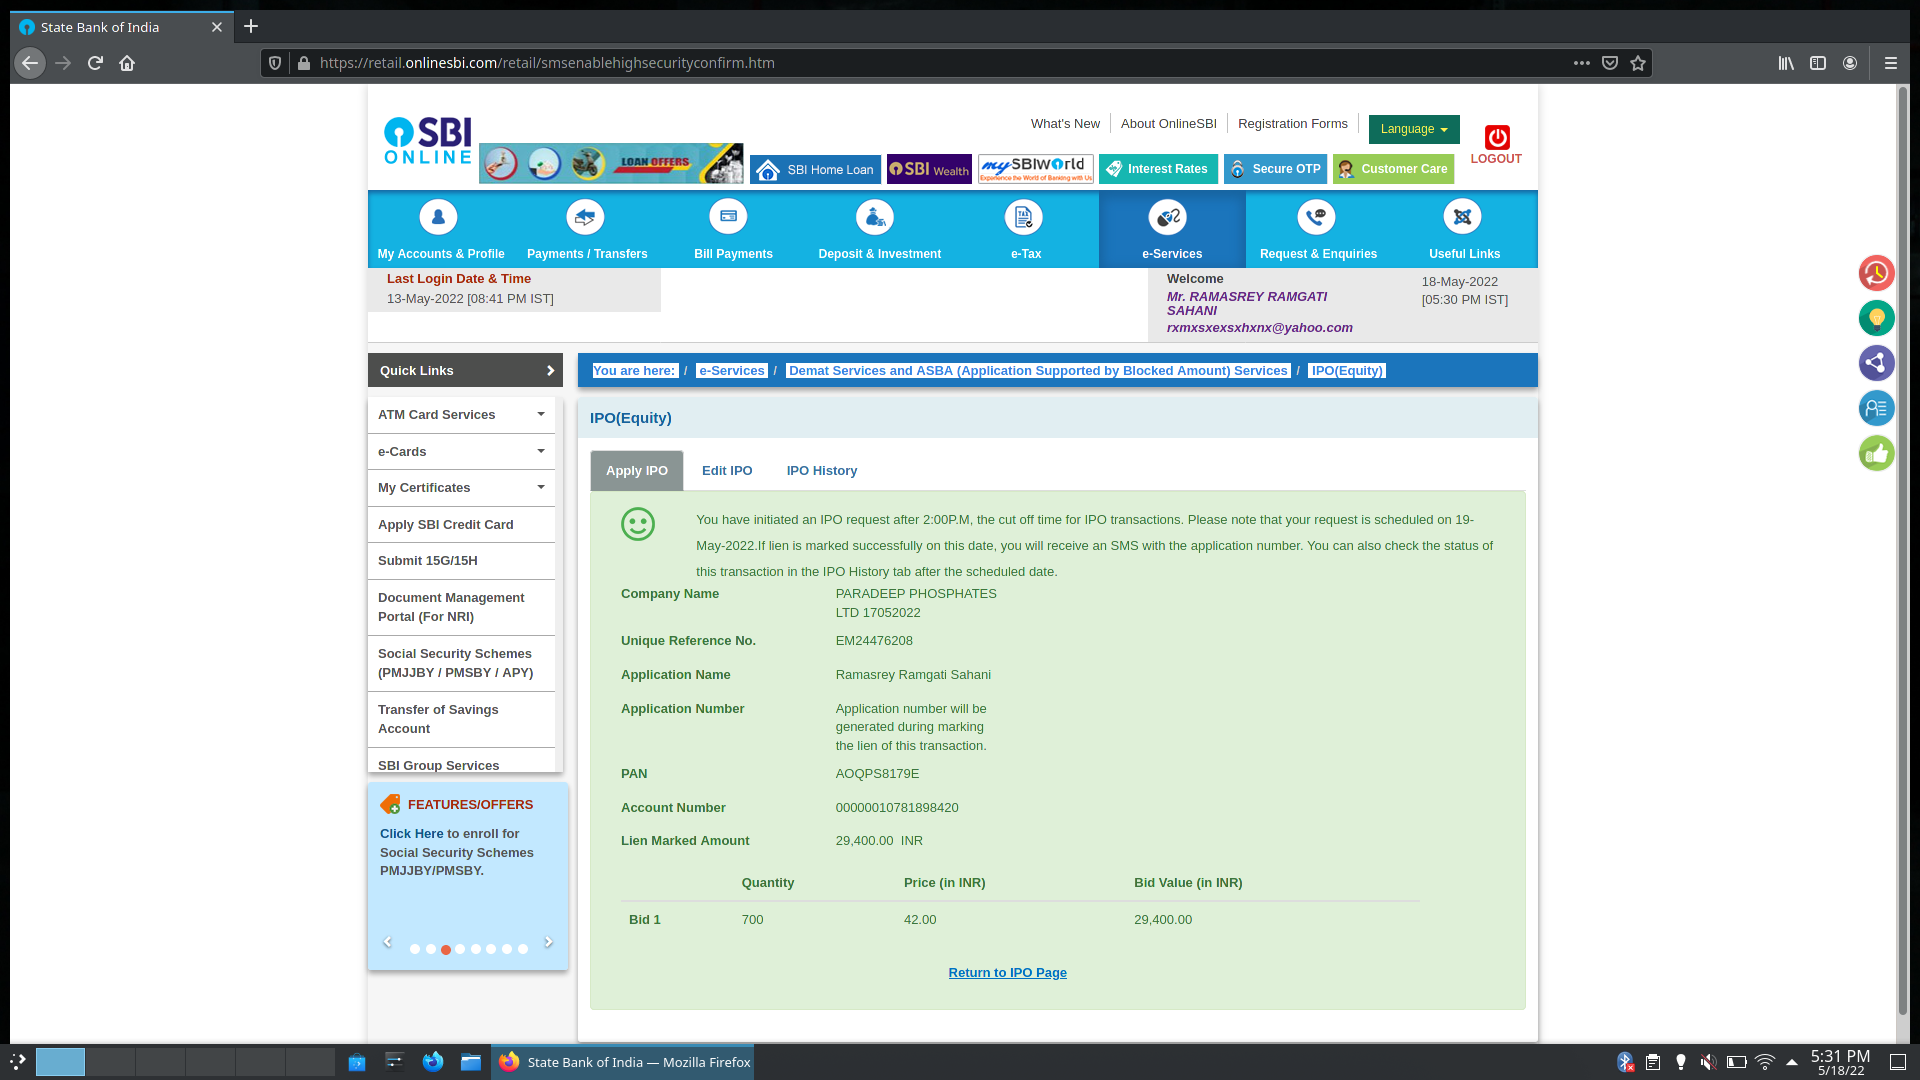 State Bank of India
https://retail.onlinesbi.com/retail/smsenablehighsecurityconfirm.htm
SBI
ONLINE
What's New
About OnlineSBI
Registration Forms
Language
LOGOUT
LOAN OFFERS
SBI Home Loan
SBI Wealth
mySBIWorld
Experience the World of Banking with Us
Interest Rates
Secure OTP
Customer Care
My Accounts & Profile
Payments / Transfers
Bill Payments
Deposit & Investment
TAX
e-Tax
e-Services
Request & Enquiries
Useful Links
Last Login Date & Time
13-May-2022 [08:41 PM IST]
Welcome
Mr. RAMASREY RAMGATI
SAHANI
rxmxsxexsxhxnx@yahoo.com
18-May-2022
[05:30 PM IST]
Quick Links
You are here: / e-Services / Demat Services and ASBA (Application Supported by Blocked Amount) Services / IPO(Equity)
ATM Card Services
e-Cards
My Certificates
Apply SBI Credit Card
Submit 15G/15H
Document Management
Portal (For NRI)
Social Security Schemes
(PMJJBY / PMSBY / APY)
Transfer of Savings
Account
SBI Group Services
FEATURES/OFFERS
Click Here to enroll for
Social Security Schemes
PMJJBY/PMSBY.
IPO(Equity)
Apply IPO
Edit IPO
IPO History
You have initiated an IPO request after 2:00P.M, the cut off time for IPO transactions. Please note that your request is scheduled on 19-
May-2022.If lien is marked successfully on this date, you will receive an SMS with the application number. You can also check the status of
this transaction in the IPO History tab after the scheduled date.
Company Name
PARADEEP PHOSPHATES
LTD 17052022
Unique Reference No.
EM24476208
Application Name
Ramasrey Ramgati Sahani
Application Number
Application number will be
generated during marking
the lien of this transaction.
PAN
AOQPS8179E
Account Number
00000010781898420
Lien Marked Amount
29,400.00 INR
Quantity
Price (in INR)
Bid Value (in INR)
Bid 1
700
42.00
29,400.00
Return to IPO Page
State Bank of India — Mozilla Firefox
5:31 PM
5/18/22